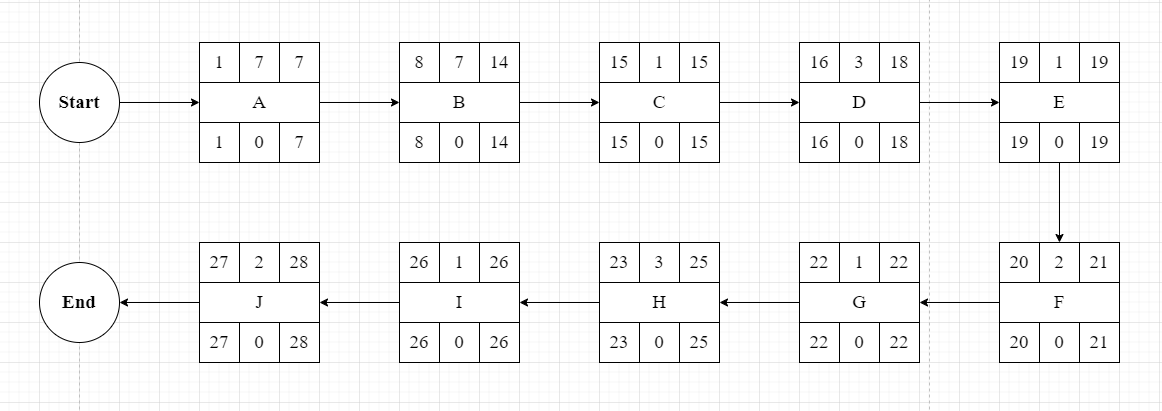 1 7 7
8 7 14
15 1 15
16 3 18
19 1 19
Start
A
B
C
D
E
1 0 7
8 0 14
15 0 15
16 0 18
19 0 19
27 2 28
26 1 26
23 3 25
22 1 22
20 2 21
End
J
I
H
G
F
27 0 28
26 0 26
23 0 25
22 0 22
20 0 21